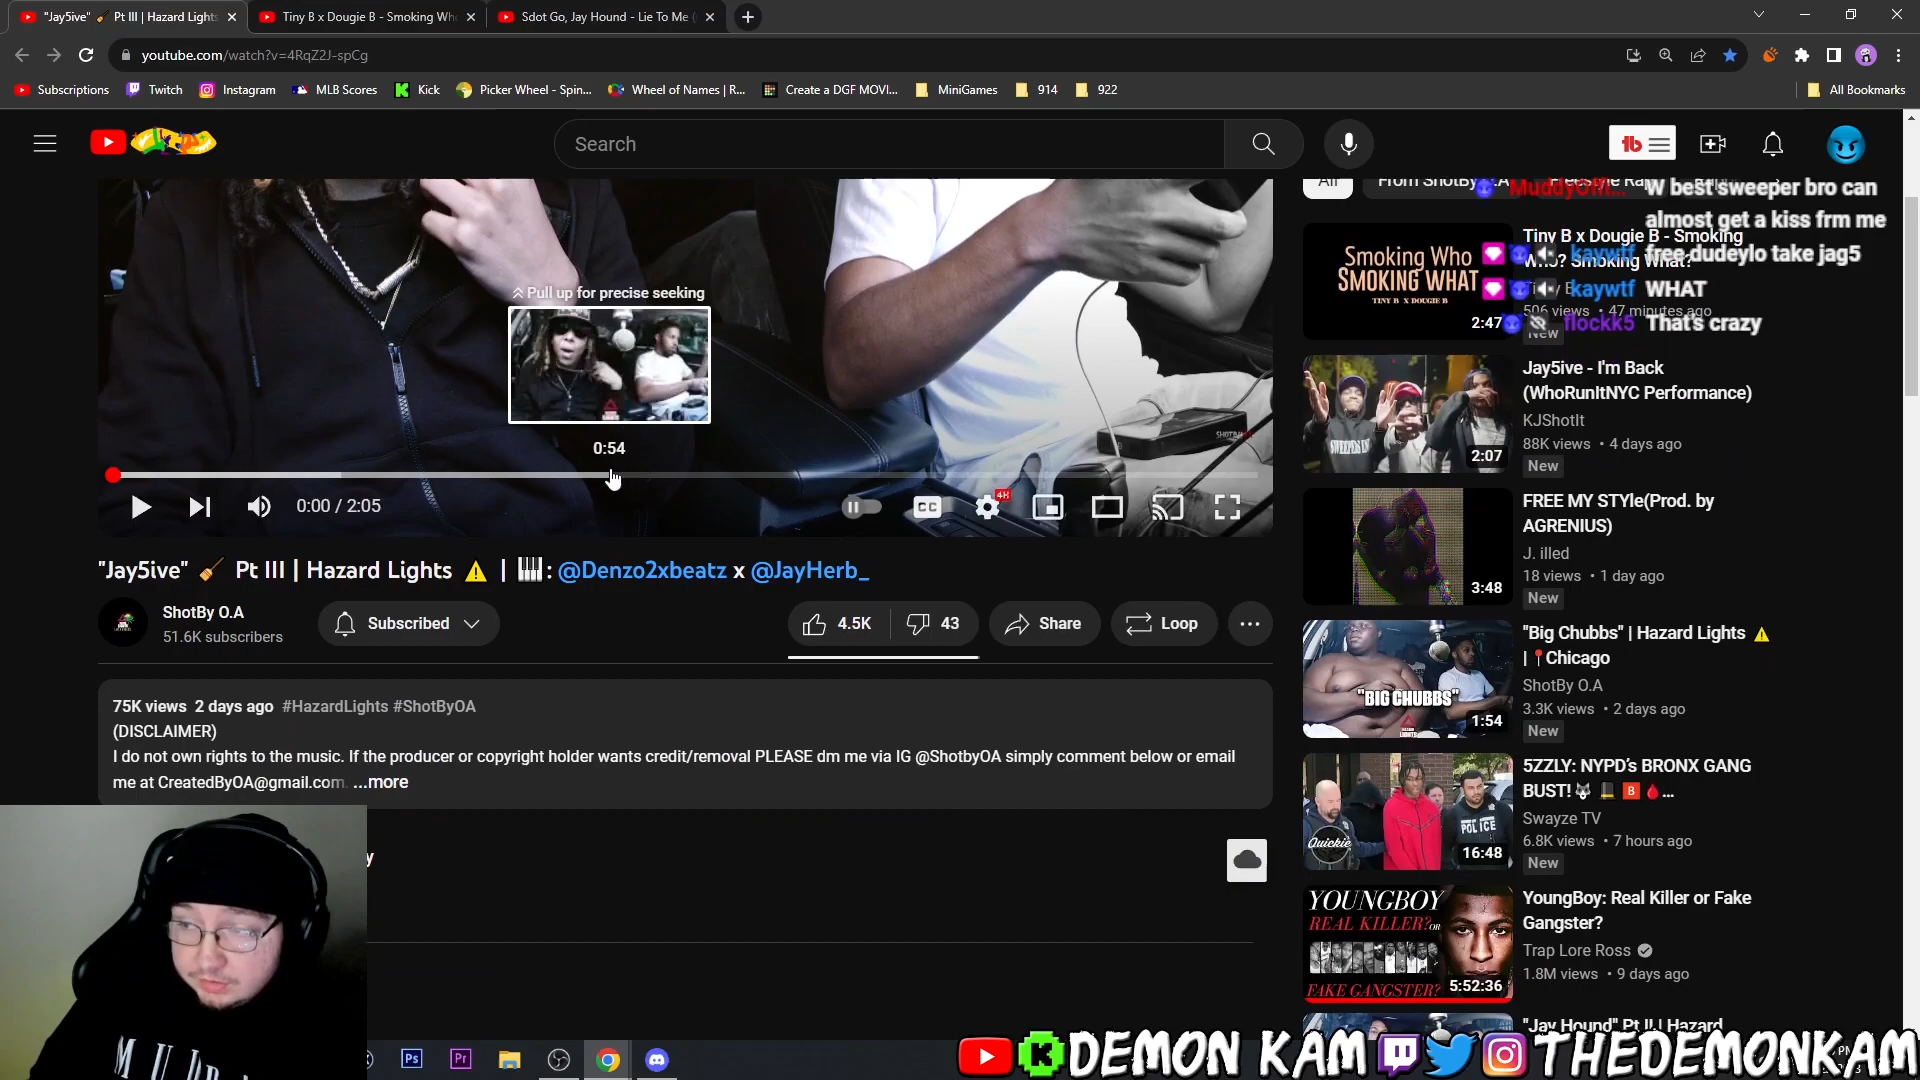 "Jay5ive" 🧹 Pt III | Hazard Lights
Tiny B x Dougie B - Smoking Wh
Sdot Go, Jay Hound - Lie To Me
youtube.com/watch?v=4RqZ2J-spCg
Subscriptions
Twitch
Instagram
MLB Scores
Kick
Picker Wheel - Spin...
Wheel of Names | R...
Create a DGF MOVI...
MiniGames
914
922
All Bookmarks
Search
Pull up for precise seeking
0:54
0:00 / 2:05
CC
"Jay5ive" 🧹 Pt III | Hazard Lights ⚠️ | 🎹: @Denzo2xbeatz x @JayHerb_
ShotBy O.A
51.6K subscribers
Subscribed
4.5K
43
Share
Loop
75K views 2 days ago #HazardLights #ShotByOA
(DISCLAIMER)
I do not own rights to the music. If the producer or copyright holder wants credit/removal PLEASE dm me via IG @ShotbyOA simply comment below or email
me at CreatedByOA@gmail.com. ...more
All
MuddyOffi... W best sweeper bro can
almost get a kiss frm me
kaywtf free dudeylo take jag5
kaywtf WHAT
flockk5 That's crazy
Smoking Who
SMOKING WHAT
TINY B X DOUGIE B
2:47
Tiny B x Dougie B - Smoking
Who? Smoking What?
506 views • 47 minutes ago
New
2:07
Jay5ive - I'm Back
(WhoRunItNYC Performance)
KJShotIt
88K views • 4 days ago
New
3:48
FREE MY STYle(Prod. by
AGRENIUS)
J. illed
18 views • 1 day ago
New
"BIG CHUBBS"
1:54
"Big Chubbs" | Hazard Lights ⚠️
| 📍Chicago
ShotBy O.A
3.3K views • 2 days ago
New
POLICE
Quickie
16:48
5ZZLY: NYPD's BRONX GANG
BUST! 🐺 🎩 🅱️ 🩸...
Swayze TV
6.8K views • 7 hours ago
New
YOUNGBOY
REAL KILLER? OR
FAKE GANGSTER?
5:52:36
YoungBoy: Real Killer or Fake
Gangster?
Trap Lore Ross
1.8M views • 9 days ago
"Jay Hound" Pt II | Hazard
Ps
Pr
DEMON KAM
THEDEMONKAM